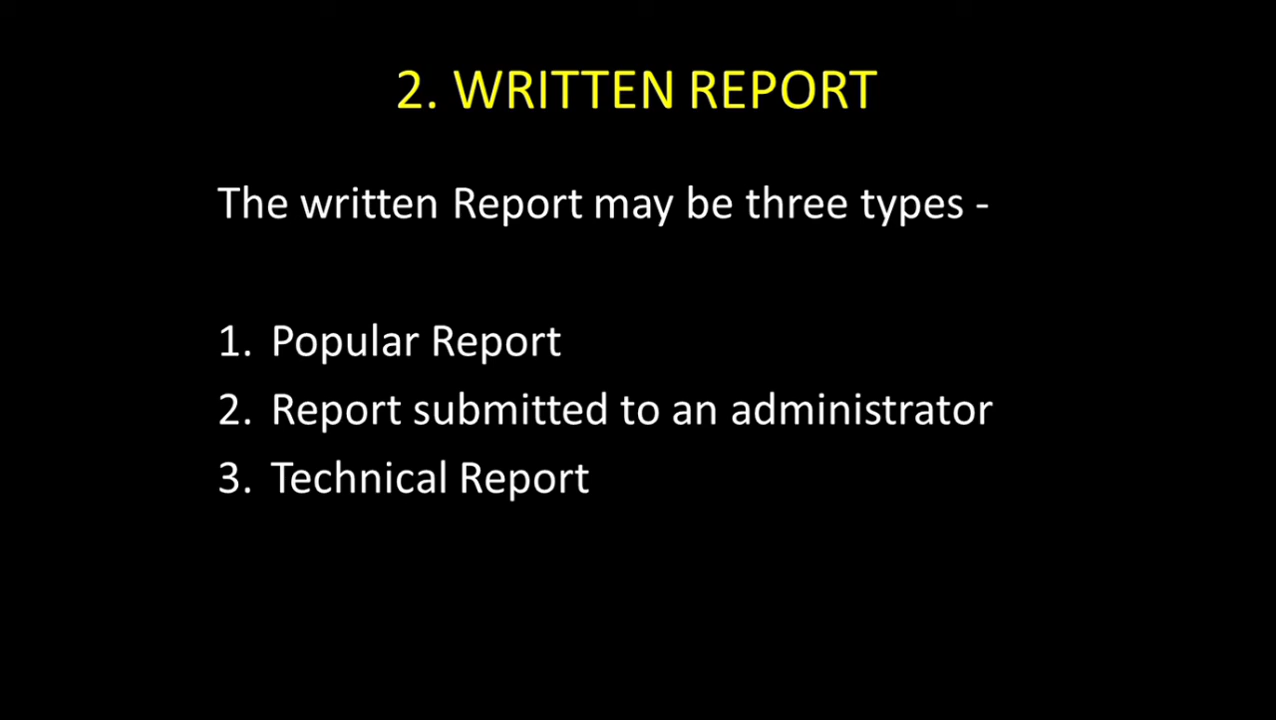 2. WRITTEN REPORT
The written Report may be three types -
1. Popular Report
2. Report submitted to an administrator
3. Technical Report